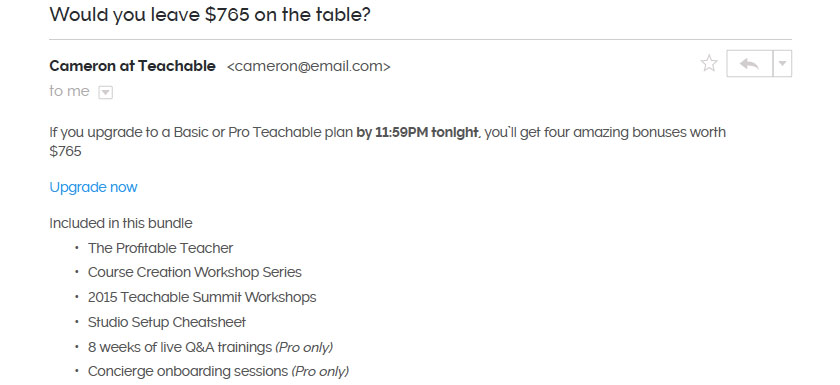 Would you leave $765 on the table?
Cameron at Teachable <cameron@email.com>
to me
If you upgrade to a Basic or Pro Teachable plan by 11:59PM tonight, you'll get four amazing bonuses worth
$765
Upgrade now
Included in this bundle
• The Profitable Teacher
• Course Creation Workshop Series
• 2015 Teachable Summit Workshops
• Studio Setup Cheatsheet
• 8 weeks of live Q&A trainings (Pro only)
• Concierge onboarding sessions (Pro only)